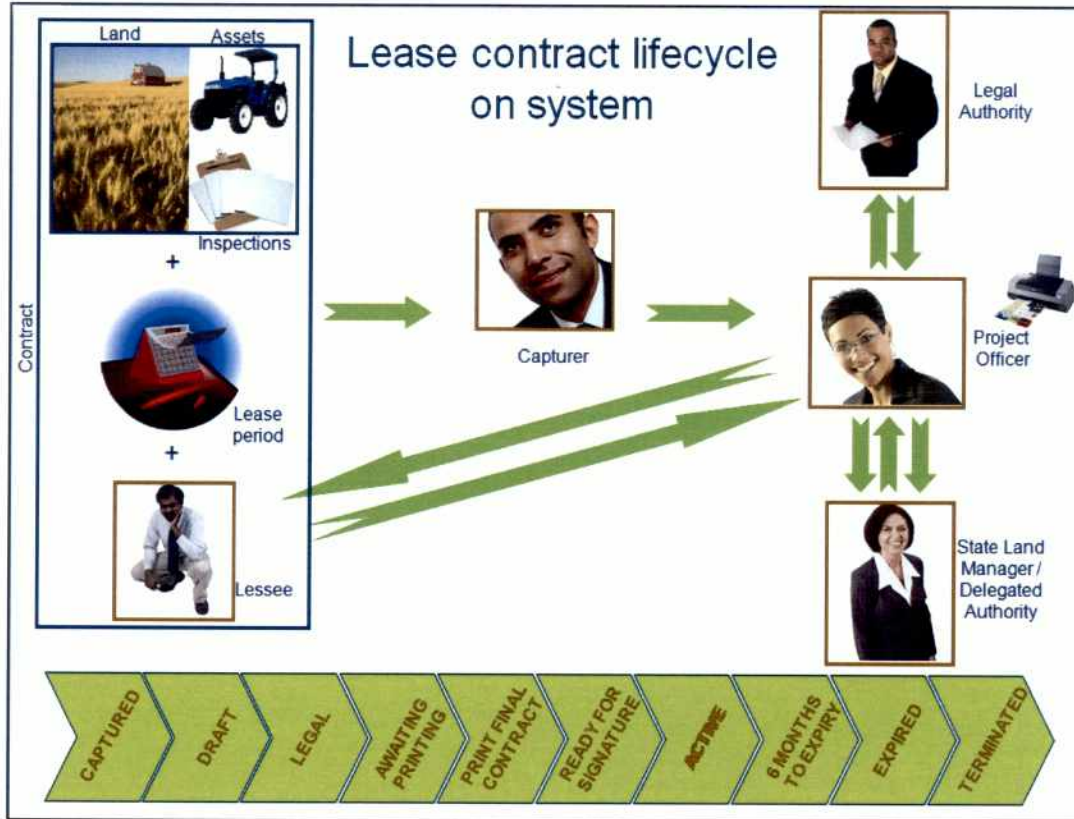 Lease contract lifecycle
on system
Land
Assets
Inspections
+
Lease
period
+
Lessee
Contract
Capturer
Legal
Authority
Project
Officer
State Land
Manager /
Delegated
Authority
CAPTURED
DRAFT
LEGAL
AWAITING
PRINTING
PRINT FINAL
CONTRACT
READY FOR
SIGNATURE
ACTIVE
6 MONTHS
TO EXPIRY
EXPIRED
TERMINATED